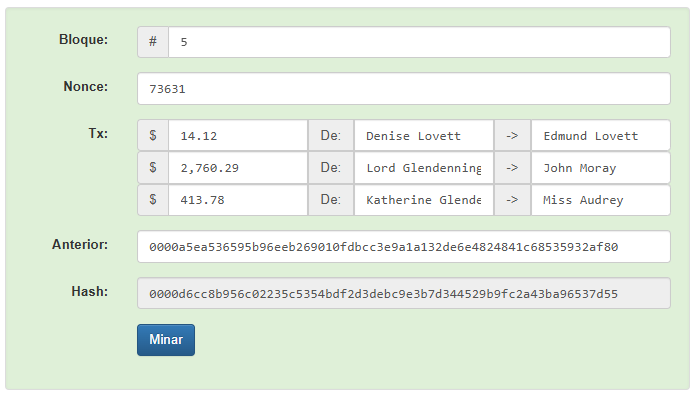 Bloque: # 5
Nonce: 73631
Tx: $ 14.12 De: Denise Lovett -> Edmund Lovett
$ 2,760.29 De: Lord Glendenning -> John Moray
$ 413.78 De: Katherine Glende -> Miss Audrey
Anterior: 0000a5ea536595b96eeb269010fdbcc3e9a1a132de6e4824841c68535932af80
Hash: 0000d6cc8b956c02235c5354bdf2d3debc9e3b7d344529b9fc2a43ba96537d55
Minar